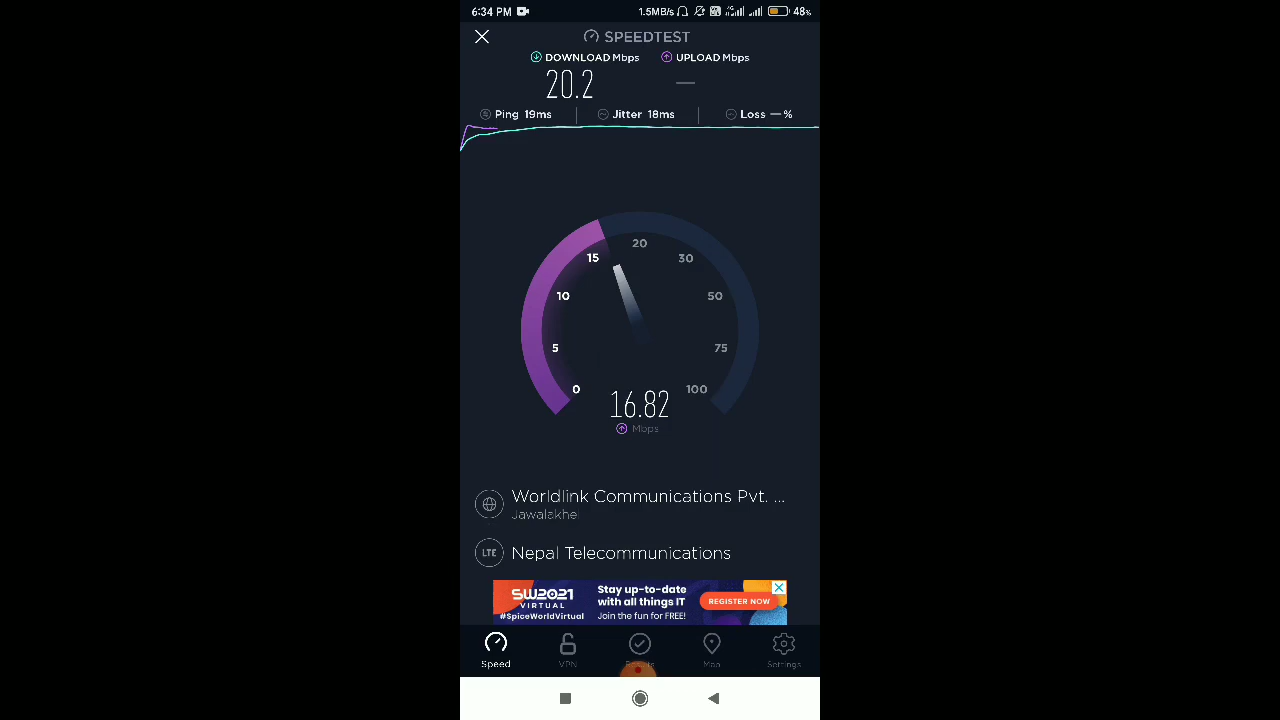 6:34 PM 1.5MB/s 48%
SPEEDTEST
DOWNLOAD Mbps UPLOAD Mbps
20.2 —
Ping 19ms Jitter 18ms Loss — %
20
15 30
10 50
5 75
0 100
16.82
Mbps
Worldlink Communications Pvt. ...
Jawalakhel
LTE Nepal Telecommunications
SW2021
VIRTUAL
#SpiceWorldVirtual
Stay up-to-date
with all things IT
Join the fun for FREE!
REGISTER NOW
Speed VPN Results Map Settings